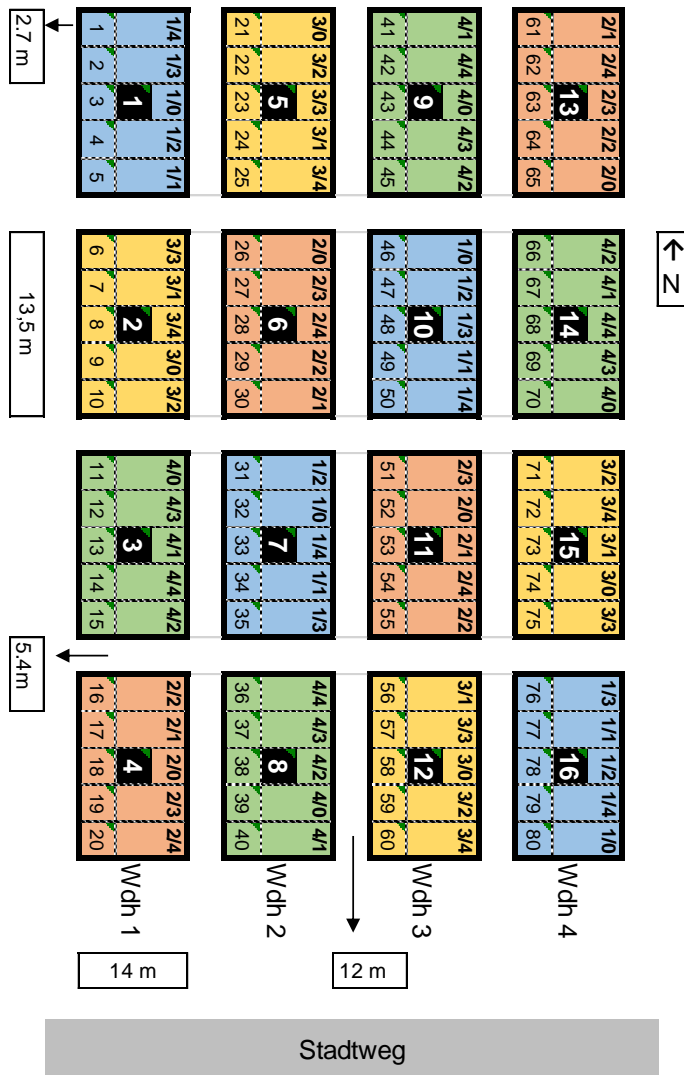 2.7 m
1 1/4 21 3/0 41 4/1 61 2/1
2 1/3 22 3/2 42 4/4 62 2/4
3 1 1/0 23 5 3/3 43 9 4/0 63 13 2/3
4 1/2 24 3/1 44 4/3 64 2/2
5 1/1 25 3/4 45 4/2 65 2/0
← N
13,5 m
6 3/3 26 2/0 46 1/0 66 4/2
7 3/1 27 2/3 47 1/2 67 4/1
8 2 3/4 28 6 2/4 48 10 1/3 68 14 4/4
9 3/0 29 2/2 49 1/1 69 4/3
10 3/2 30 2/1 50 1/4 70 4/0
11 4/0 31 1/2 51 2/3 71 3/2
12 4/3 32 1/0 52 2/0 72 3/4
13 3 4/1 33 7 1/4 53 11 2/1 73 15 3/1
14 4/4 34 1/1 54 2/4 74 3/0
15 4/2 35 1/3 55 2/2 75 3/3
5.4m
16 2/2 36 4/4 56 3/1 76 1/3
17 2/1 37 4/3 57 3/3 77 1/1
18 4 2/0 38 8 4/2 58 12 3/0 78 16 1/2
19 2/3 39 4/0 59 3/2 79 1/4
20 2/4 40 4/1 60 3/4 80 1/0
Wdh 1 Wdh 2 Wdh 3 Wdh 4
14 m 12 m
Stadtweg